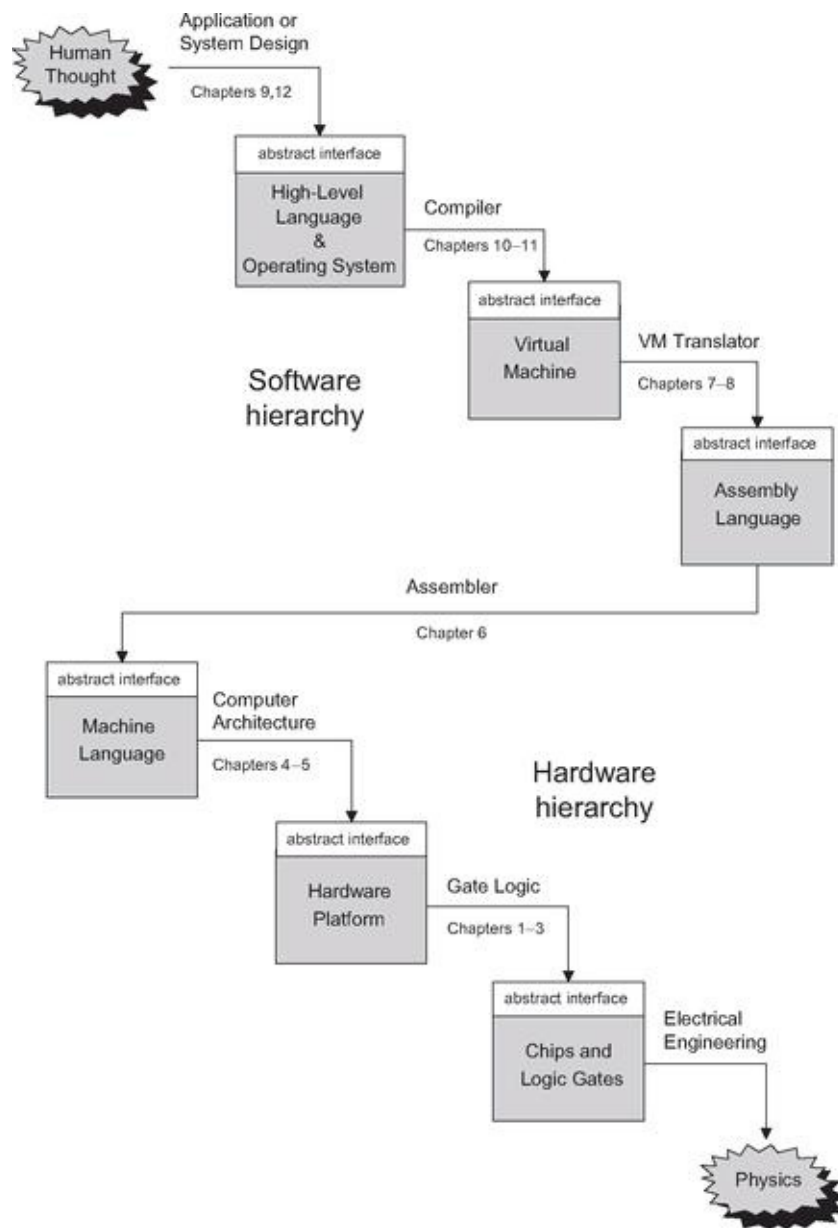 Human
Thought
Application or
System Design
Chapters 9,12
abstract interface
High-Level
Language
&
Operating System
Compiler
Chapters 10–11
abstract interface
Virtual
Machine
VM Translator
Chapters 7–8
abstract interface
Assembly
Language
Software
hierarchy
Assembler
Chapter 6
abstract interface
Machine
Language
Computer
Architecture
Chapters 4–5
Hardware
hierarchy
abstract interface
Hardware
Platform
Gate Logic
Chapters 1–3
abstract interface
Chips and
Logic Gates
Electrical
Engineering
Physics